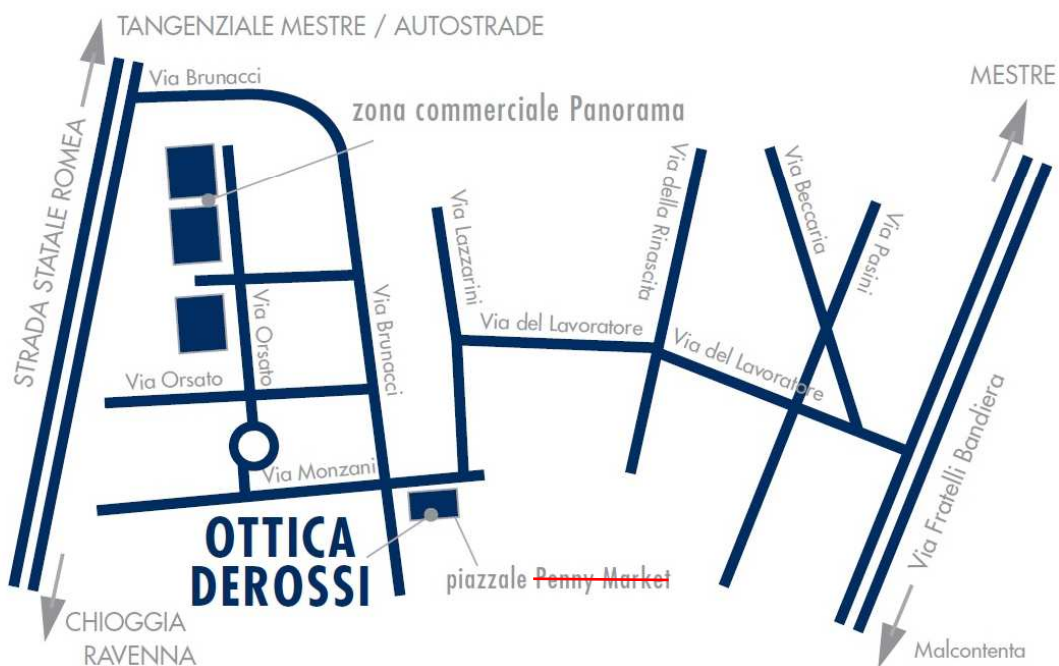 TANGENZIALE MESTRE / AUTOSTRADE
Via Brunacci
MESTRE
zona commerciale Panorama
STRADA STATALE ROMEA
Via Lazzarini
Via della Rinascita
Via Beccaria
Via Pasini
Via Orsato
Via Brunacci
Via del Lavoratore
Via del Lavoratore
Via Orsato
Via Fratelli Bandiera
Via Monzani
OTTICA
DEROSSI
piazzale Penny Market
CHIOGGIA
RAVENNA
Malcontenta